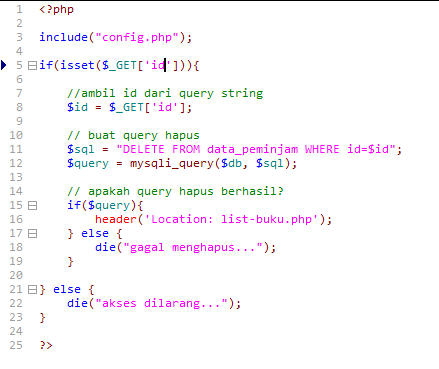 1 <?php
2
3 include("config.php");
4
5 if(isset($_GET['id'])){
6
7 //ambil id dari query string
8 $id = $_GET['id'];
9
10 // buat query hapus
11 $sql = "DELETE FROM data_peminjam WHERE id=$id";
12 $query = mysqli_query($db, $sql);
13
14 // apakah query hapus berhasil?
15 if($query){
16 header('Location: list-buku.php');
17 } else {
18 die("gagal menghapus...");
19 }
20
21 } else {
22 die("akses dilarang...");
23 }
24
25 ?>